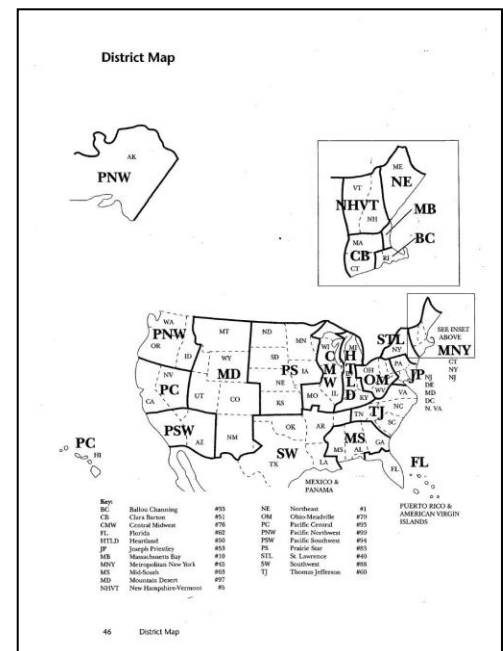 District Map
AK
PNW
ME
VT
NE
NHVT
NH
MB
MA
BC
CB
RI
CT
WA
PNW
OR
ID
MT
ND
MN
WI
MI
STL
NY
SEE INSET
ABOVE
MNY
CT
NY
NJ
WY
SD
MD
PS
IA
C
M
W
H
T
L
D
OH
OM
PA
JP
NJ
DE
MD
DC
N. VA
NV
PC
CA
UT
CO
NE
KS
MO
IL
KY
WV
VA
PSW
AZ
NM
OK
AR
TN
TJ
NC
SC
SW
TX
LA
MS
MS
AL
GA
FL
FL
PC
HI
MEXICO &
PANAMA
PUERTO RICO &
AMERICAN VIRGIN
ISLANDS
Key:
BC Ballou Channing #33 NE Northeast #1
CB Clara Barton #51 OM Ohio-Meadville #70
CMW Central Midwest #76 PC Pacific Central #93
FL Florida #62 PNW Pacific Northwest #99
HTLD Heartland #50 PSW Pacific Southwest #94
JP Joseph Priestley #53 PS Prairie Star #83
MB Massachusetts Bay #10 STL St. Lawrence #40
MNY Metropolitan New York #45 SW Southwest #88
MS Mid-South #63 TJ Thomas Jefferson #60
MD Mountain Desert #97
NHVT New Hampshire-Vermont #5
46 District Map